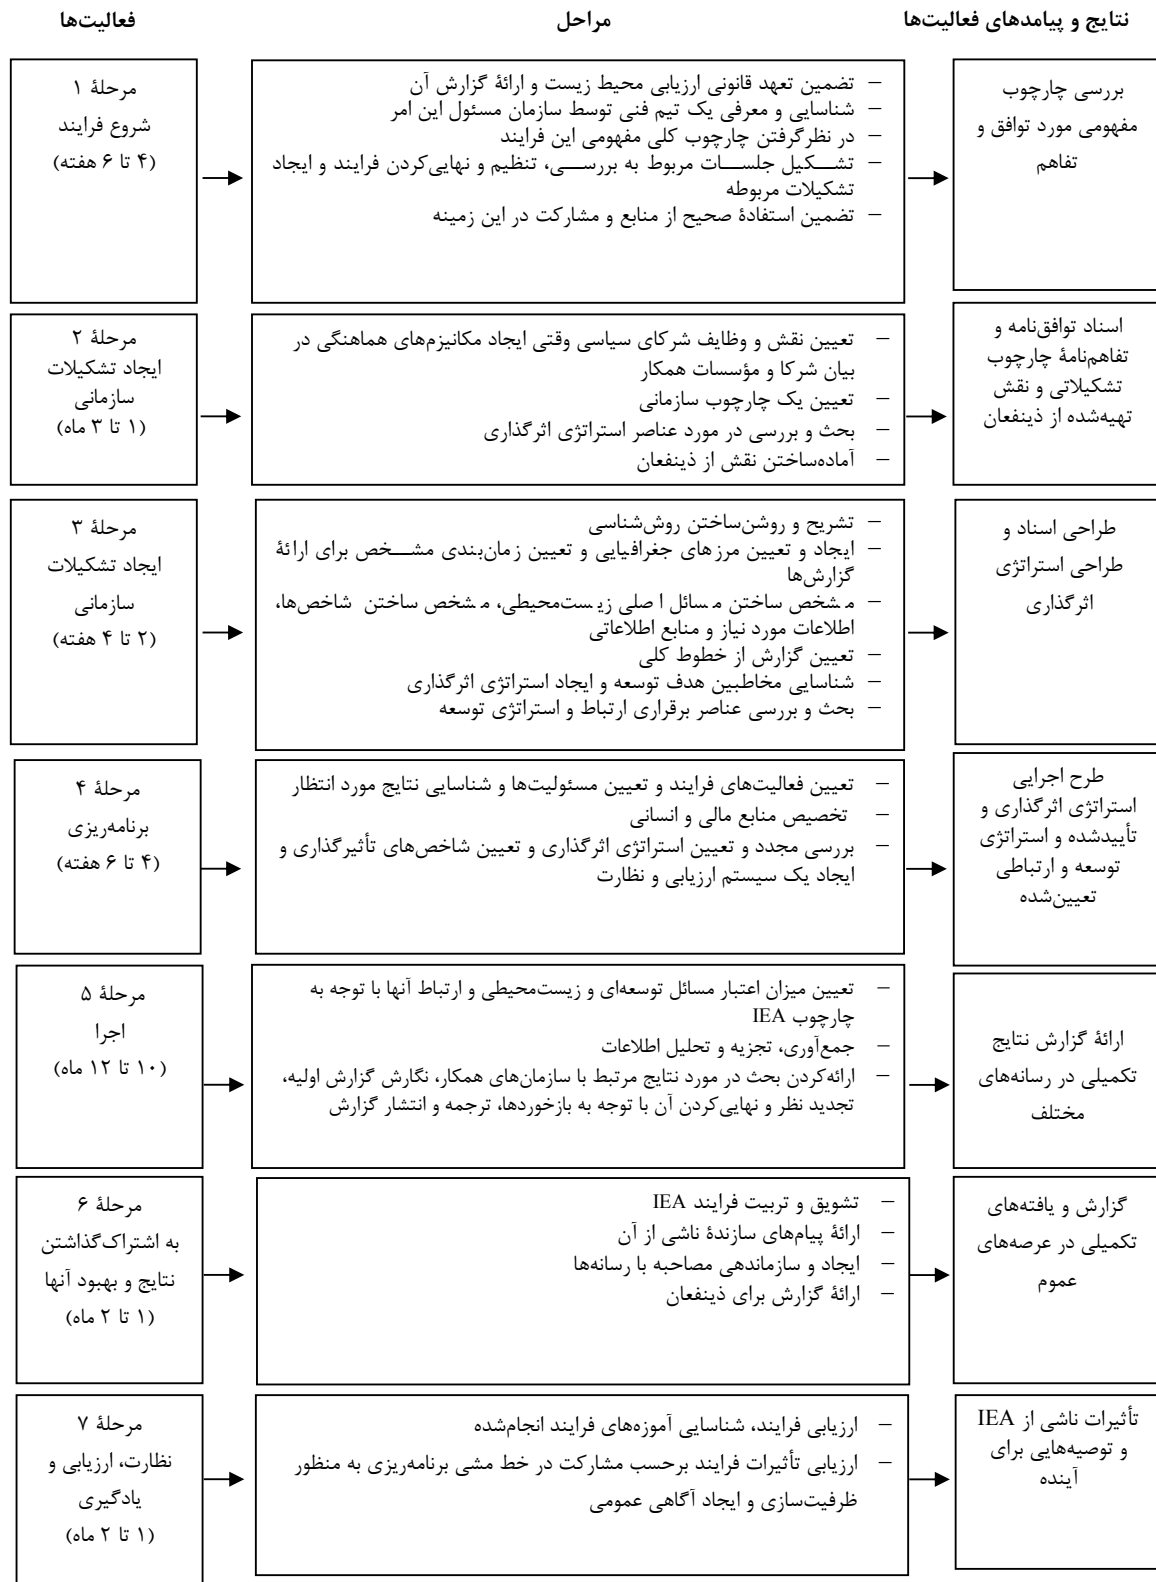 فعالیت‌ها
مراحل
نتایج و پیامدهای فعالیت‌ها
مرحلهٔ ۱
شروع فرایند
(۴ تا ۶ هفته)
– تضمین تعهد قانونی ارزیابی محیط زیست و ارائهٔ گزارش آن
– شناسایی و معرفی یک تیم فنی توسط سازمان مسئول این امر
– در نظرگرفتن چارچوب کلی مفهومی این فرایند
– تشکیل جلسات مربوط به بررسی، تنظیم و نهایی‌کردن فرایند و ایجاد
تشکیلات مربوطه
– تضمین استفادهٔ صحیح از منابع و مشارکت در این زمینه
بررسی چارچوب
مفهومی مورد توافق و
تفاهم
مرحلهٔ ۲
ایجاد تشکیلات
سازمانی
(۱ تا ۳ ماه)
– تعیین نقش و وظایف شرکای سیاسی وقتی ایجاد مکانیزم‌های هماهنگی در
بیان شرکا و مؤسسات همکار
– تعیین یک چارچوب سازمانی
– بحث و بررسی در مورد عناصر استراتژی اثرگذاری
– آماده‌ساختن نقش از ذینفعان
اسناد توافق‌نامه و
تفاهم‌نامهٔ چارچوب
تشکیلاتی و نقش
تهیه‌شده از ذینفعان
مرحلهٔ ۳
ایجاد تشکیلات
سازمانی
(۲ تا ۴ هفته)
– تشریح و روشن‌ساختن روش‌شناسی
– ایجاد و تعیین مرزهای جغرافیایی و تعیین زمان‌بندی مشخص برای ارائهٔ
گزارش‌ها
– مشخص ساختن مسائل اصلی زیست‌محیطی، مشخص ساختن شاخص‌ها،
اطلاعات مورد نیاز و منابع اطلاعاتی
– تعیین گزارش از خطوط کلی
– شناسایی مخاطبین هدف توسعه و ایجاد استراتژی اثرگذاری
– بحث و بررسی عناصر برقراری ارتباط و استراتژی توسعه
طراحی اسناد و
طراحی استراتژی
اثرگذاری
مرحلهٔ ۴
برنامه‌ریزی
(۴ تا ۶ هفته)
– تعیین فعالیت‌های فرایند و تعیین مسئولیت‌ها و شناسایی نتایج مورد انتظار
– تخصیص منابع مالی و انسانی
– بررسی مجدد و تعیین استراتژی اثرگذاری و تعیین شاخص‌های تأثیرگذاری و
ایجاد یک سیستم ارزیابی و نظارت
طرح اجرایی
استراتژی اثرگذاری و
تأییدشده و استراتژی
توسعه و ارتباطی
تعیین‌شده
مرحلهٔ ۵
اجرا
(۱۰ تا ۱۲ ماه)
– تعیین میزان اعتبار مسائل توسعه‌ای و زیست‌محیطی و ارتباط آنها با توجه به
چارچوب IEA
– جمع‌آوری، تجزیه و تحلیل اطلاعات
– ارائه‌کردن بحث در مورد نتایج مرتبط با سازمان‌های همکار، نگارش گزارش اولیه،
تجدید نظر و نهایی‌کردن آن با توجه به بازخوردها، ترجمه و انتشار گزارش
ارائهٔ گزارش نتایج
تکمیلی در رسانه‌های
مختلف
مرحلهٔ ۶
به اشتراک‌گذاشتن
نتایج و بهبود آنها
(۱ تا ۲ ماه)
– تشویق و تربیت فرایند IEA
– ارائهٔ پیام‌های سازندهٔ ناشی از آن
– ایجاد و سازماندهی مصاحبه با رسانه‌ها
– ارائهٔ گزارش برای ذینفعان
گزارش و یافته‌های
تکمیلی در عرصه‌های
عموم
مرحلهٔ ۷
نظارت، ارزیابی و
یادگیری
(۱ تا ۲ ماه)
– ارزیابی فرایند، شناسایی آموزه‌های فرایند انجام‌شده
– ارزیابی تأثیرات فرایند برحسب مشارکت در خط مشی برنامه‌ریزی به منظور
ظرفیت‌سازی و ایجاد آگاهی عمومی
تأثیرات ناشی از IEA
و توصیه‌هایی برای
آینده